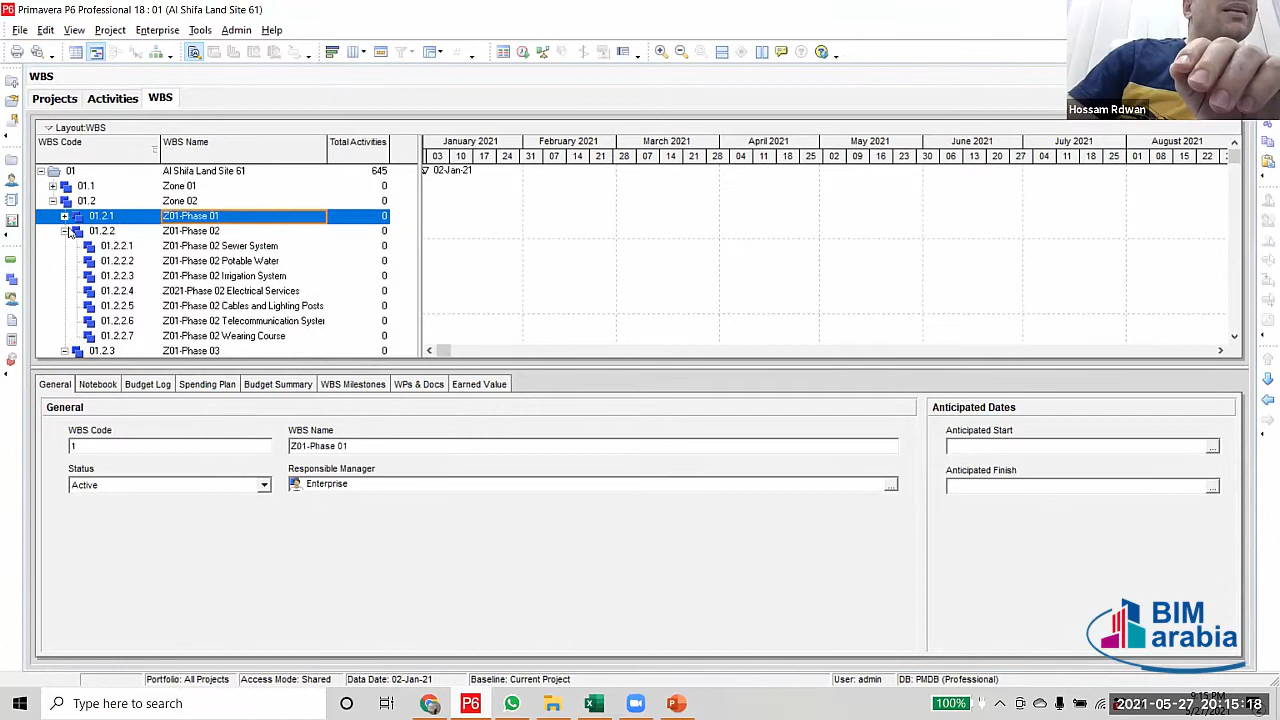 Primavera P6 Professional 18 : 01 (Al Shifa Land Site 61)
File Edit View Project Enterprise Tools Admin Help
WBS
Projects Activities WBS
Hossam Rdwan
Layout:WBS
WBS Code WBS Name Total Activities
January 2021 February 2021 March 2021 April 2021 May 2021 June 2021 July 2021 August 2021
03 10 17 24 31 07 14 21 28 07 14 21 28 04 11 18 25 02 09 16 23 30 06 13 20 27 04 11 18 25 01 08 15 22
01 Al Shifa Land Site 61 645 02-Jan-21
01.1 Zone 01 0
01.2 Zone 02 0
01.2.1 Z01-Phase 01 0
01.2.2 Z01-Phase 02 0
01.2.2.1 Z01-Phase 02 Sewer System 0
01.2.2.2 Z01-Phase 02 Potable Water 0
01.2.2.3 Z01-Phase 02 Irrigation System 0
01.2.2.4 Z021-Phase 02 Electrical Services 0
01.2.2.5 Z01-Phase 02 Cables and Lighting Posts 0
01.2.2.6 Z01-Phase 02 Telecommunication Syster 0
01.2.2.7 Z01-Phase 02 Wearing Course 0
01.2.3 Z01-Phase 03 0
General Notebook Budget Log Spending Plan Budget Summary WBS Milestones WPs & Docs Earned Value
General
Anticipated Dates
WBS Code WBS Name
1 Z01-Phase 01
Anticipated Start
Status Responsible Manager
Active Enterprise
Anticipated Finish
BIM
arabia
Portfolio: All Projects Access Mode: Shared Data Date: 02-Jan-21 Baseline: Current Project User: admin DB: PMDB (Professional)
Type here to search
P6
100%
9:15 PM
2021-05-27 20:15:18
5/27/2021